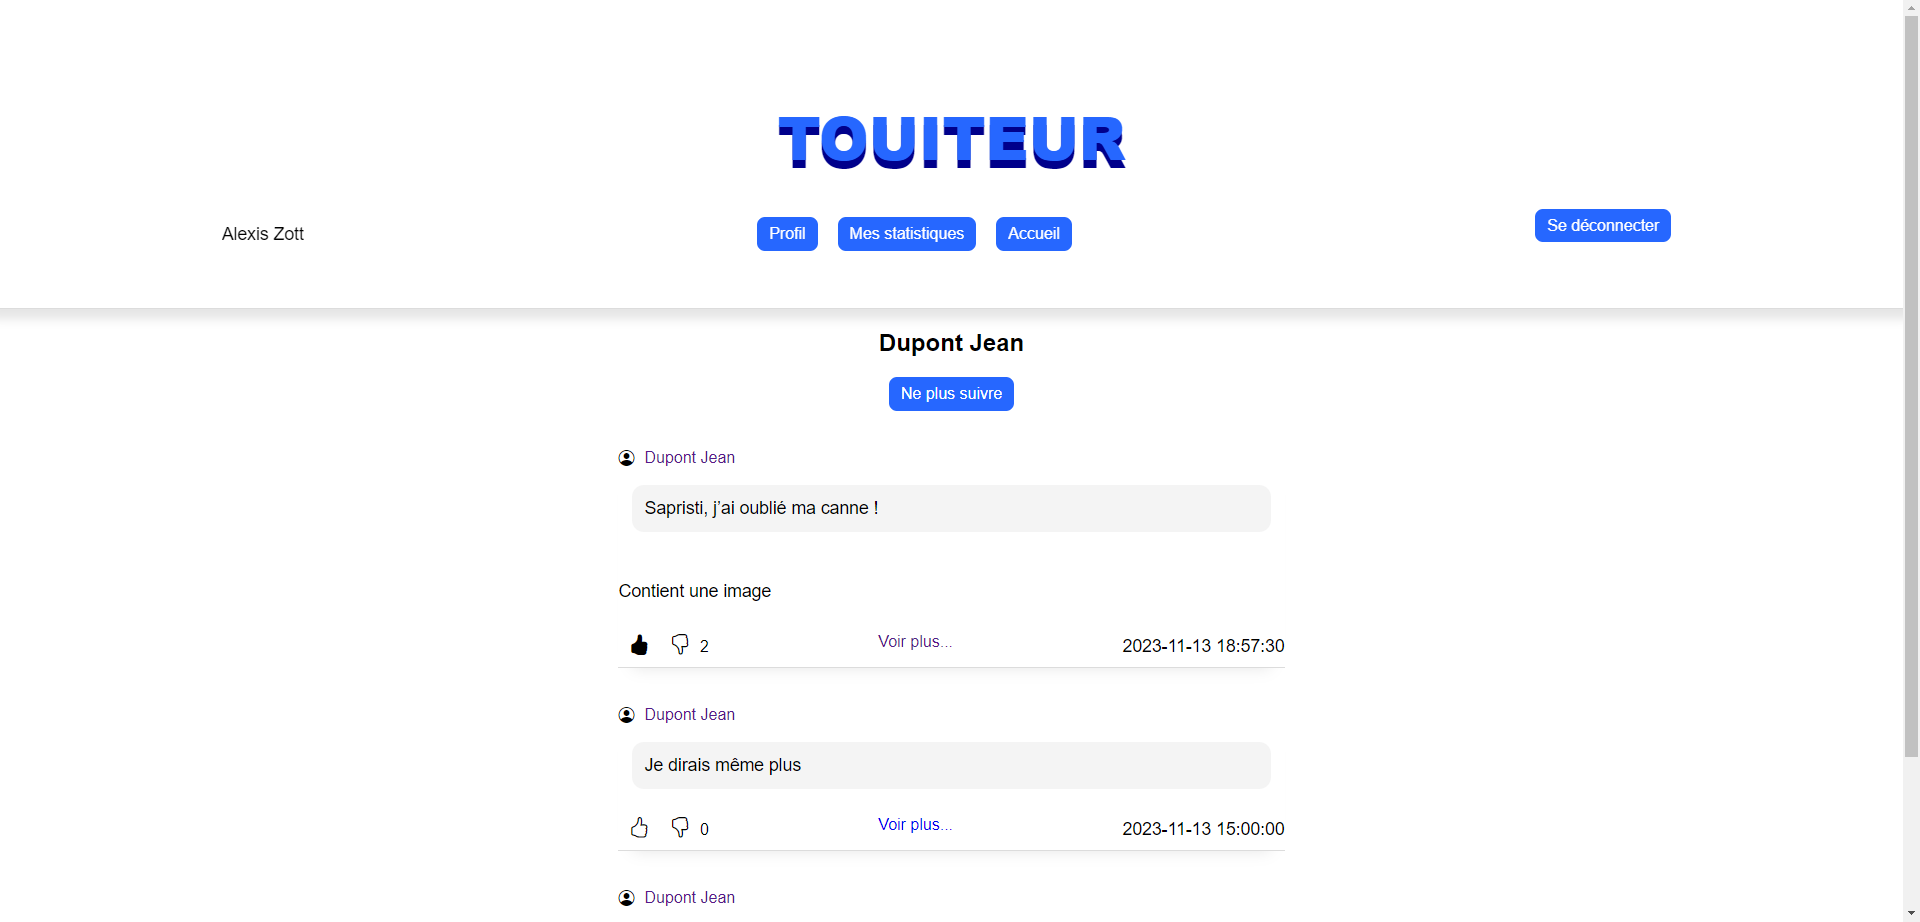 TOUITEUR
Alexis Zott
Profil
Mes statistiques
Accueil
Se déconnecter
Dupont Jean
Ne plus suivre
Dupont Jean
Sapristi, j’ai oublié ma canne !
Contient une image
2
Voir plus...
2023-11-13 18:57:30
Dupont Jean
Je dirais même plus
0
Voir plus...
2023-11-13 15:00:00
Dupont Jean